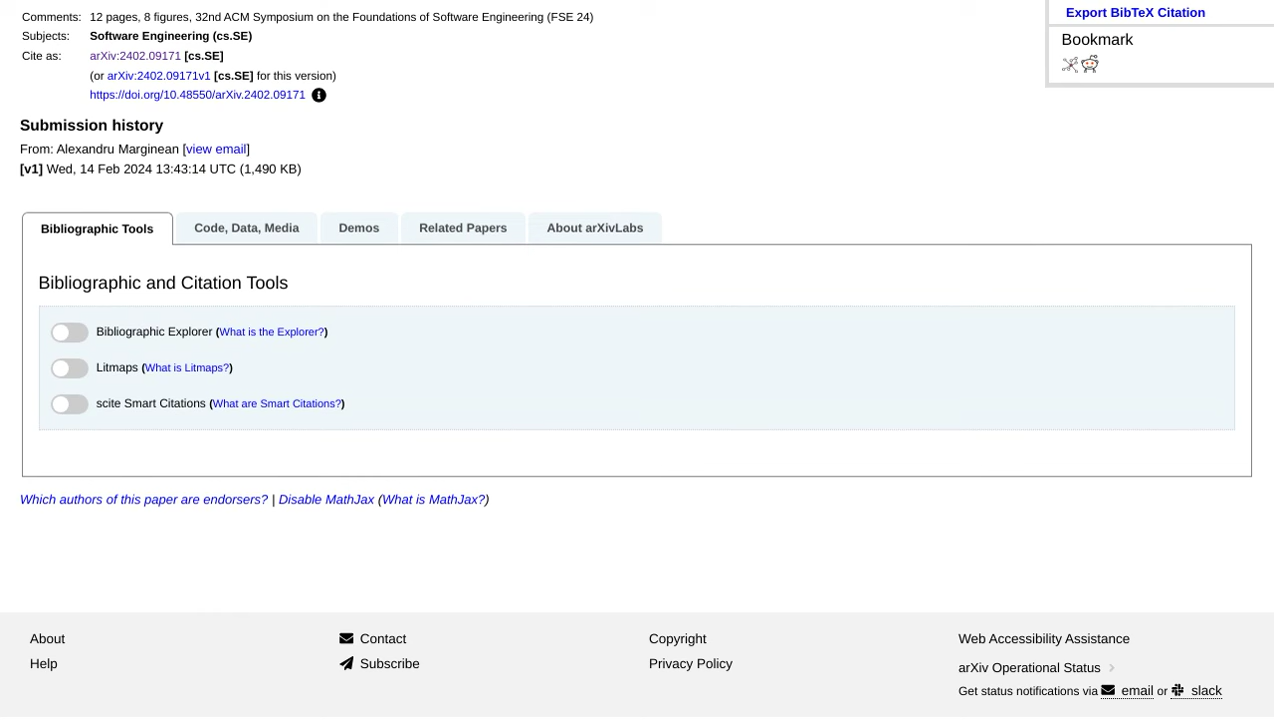 Comments: 12 pages, 8 figures, 32nd ACM Symposium on the Foundations of Software Engineering (FSE 24)
Subjects: Software Engineering (cs.SE)
Cite as: arXiv:2402.09171 [cs.SE]
(or arXiv:2402.09171v1 [cs.SE] for this version)
https://doi.org/10.48550/arXiv.2402.09171
Export BibTeX Citation
Bookmark
Submission history
From: Alexandru Marginean [view email]
[v1] Wed, 14 Feb 2024 13:43:14 UTC (1,490 KB)
Bibliographic Tools Code, Data, Media Demos Related Papers About arXivLabs
Bibliographic and Citation Tools
Bibliographic Explorer (What is the Explorer?)
Litmaps (What is Litmaps?)
scite Smart Citations (What are Smart Citations?)
Which authors of this paper are endorsers? | Disable MathJax (What is MathJax?)
About
Help
Contact
Subscribe
Copyright
Privacy Policy
Web Accessibility Assistance
arXiv Operational Status
Get status notifications via email or slack